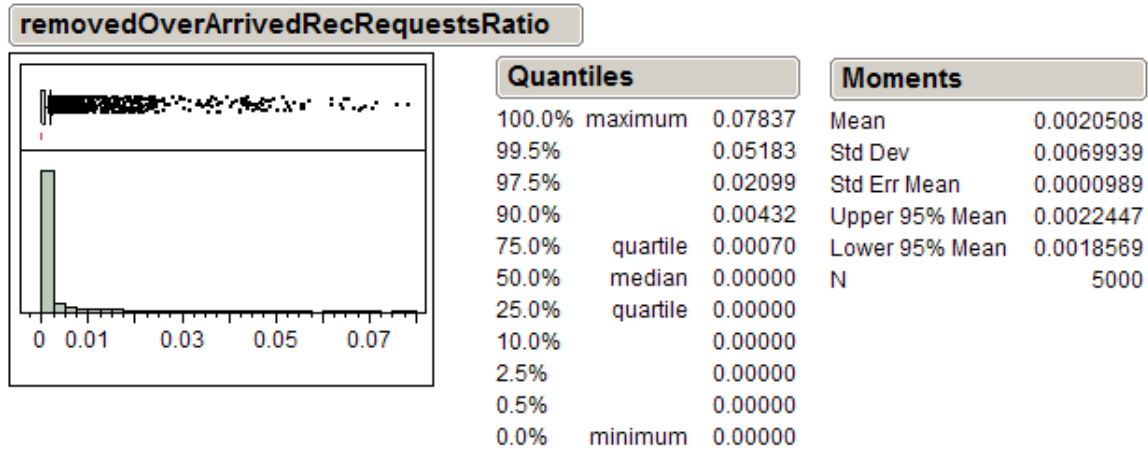 removedOverArrivedRecRequestsRatio
0 0.01 0.03 0.05 0.07
Quantiles
100.0% maximum 0.07837
99.5% 0.05183
97.5% 0.02099
90.0% 0.00432
75.0% quartile 0.00070
50.0% median 0.00000
25.0% quartile 0.00000
10.0% 0.00000
2.5% 0.00000
0.5% 0.00000
0.0% minimum 0.00000
Moments
Mean 0.0020508
Std Dev 0.0069939
Std Err Mean 0.0000989
Upper 95% Mean 0.0022447
Lower 95% Mean 0.0018569
N 5000